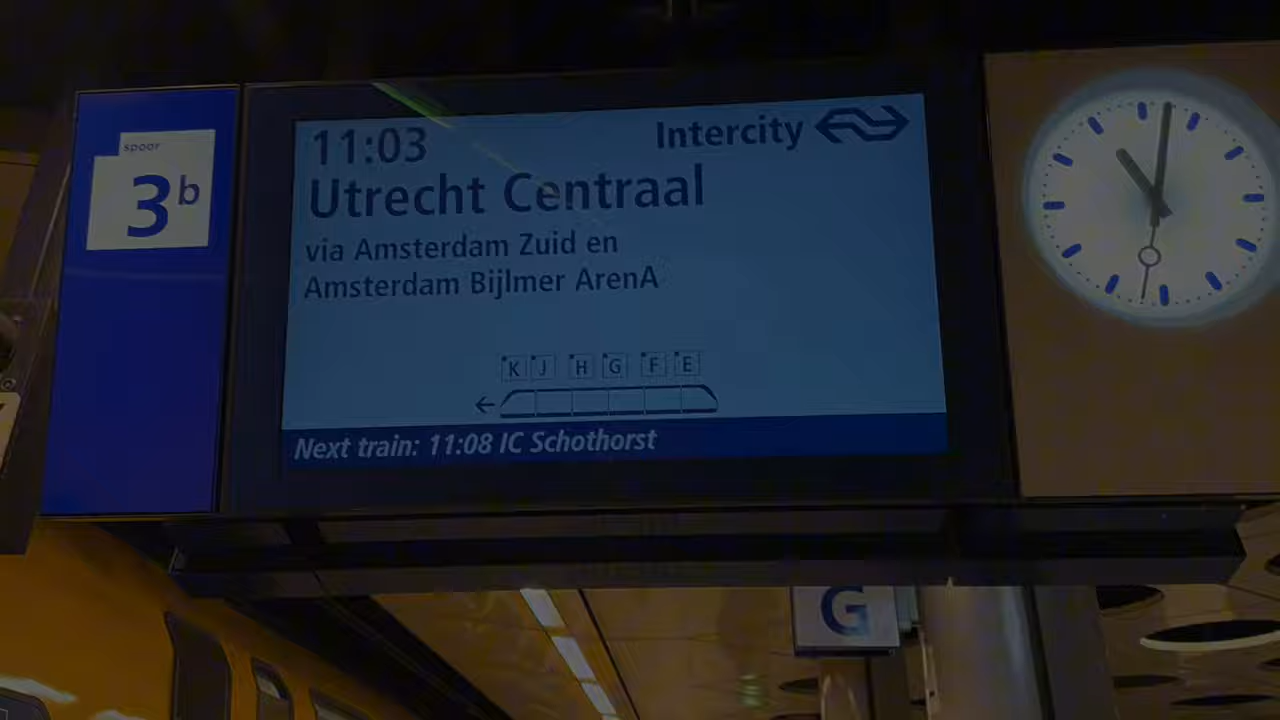 spoor
3b
11:03
Intercity
Utrecht Centraal
via Amsterdam Zuid en
Amsterdam Bijlmer ArenA
K J H G F E
Next train: 11:08 IC Schothorst
G